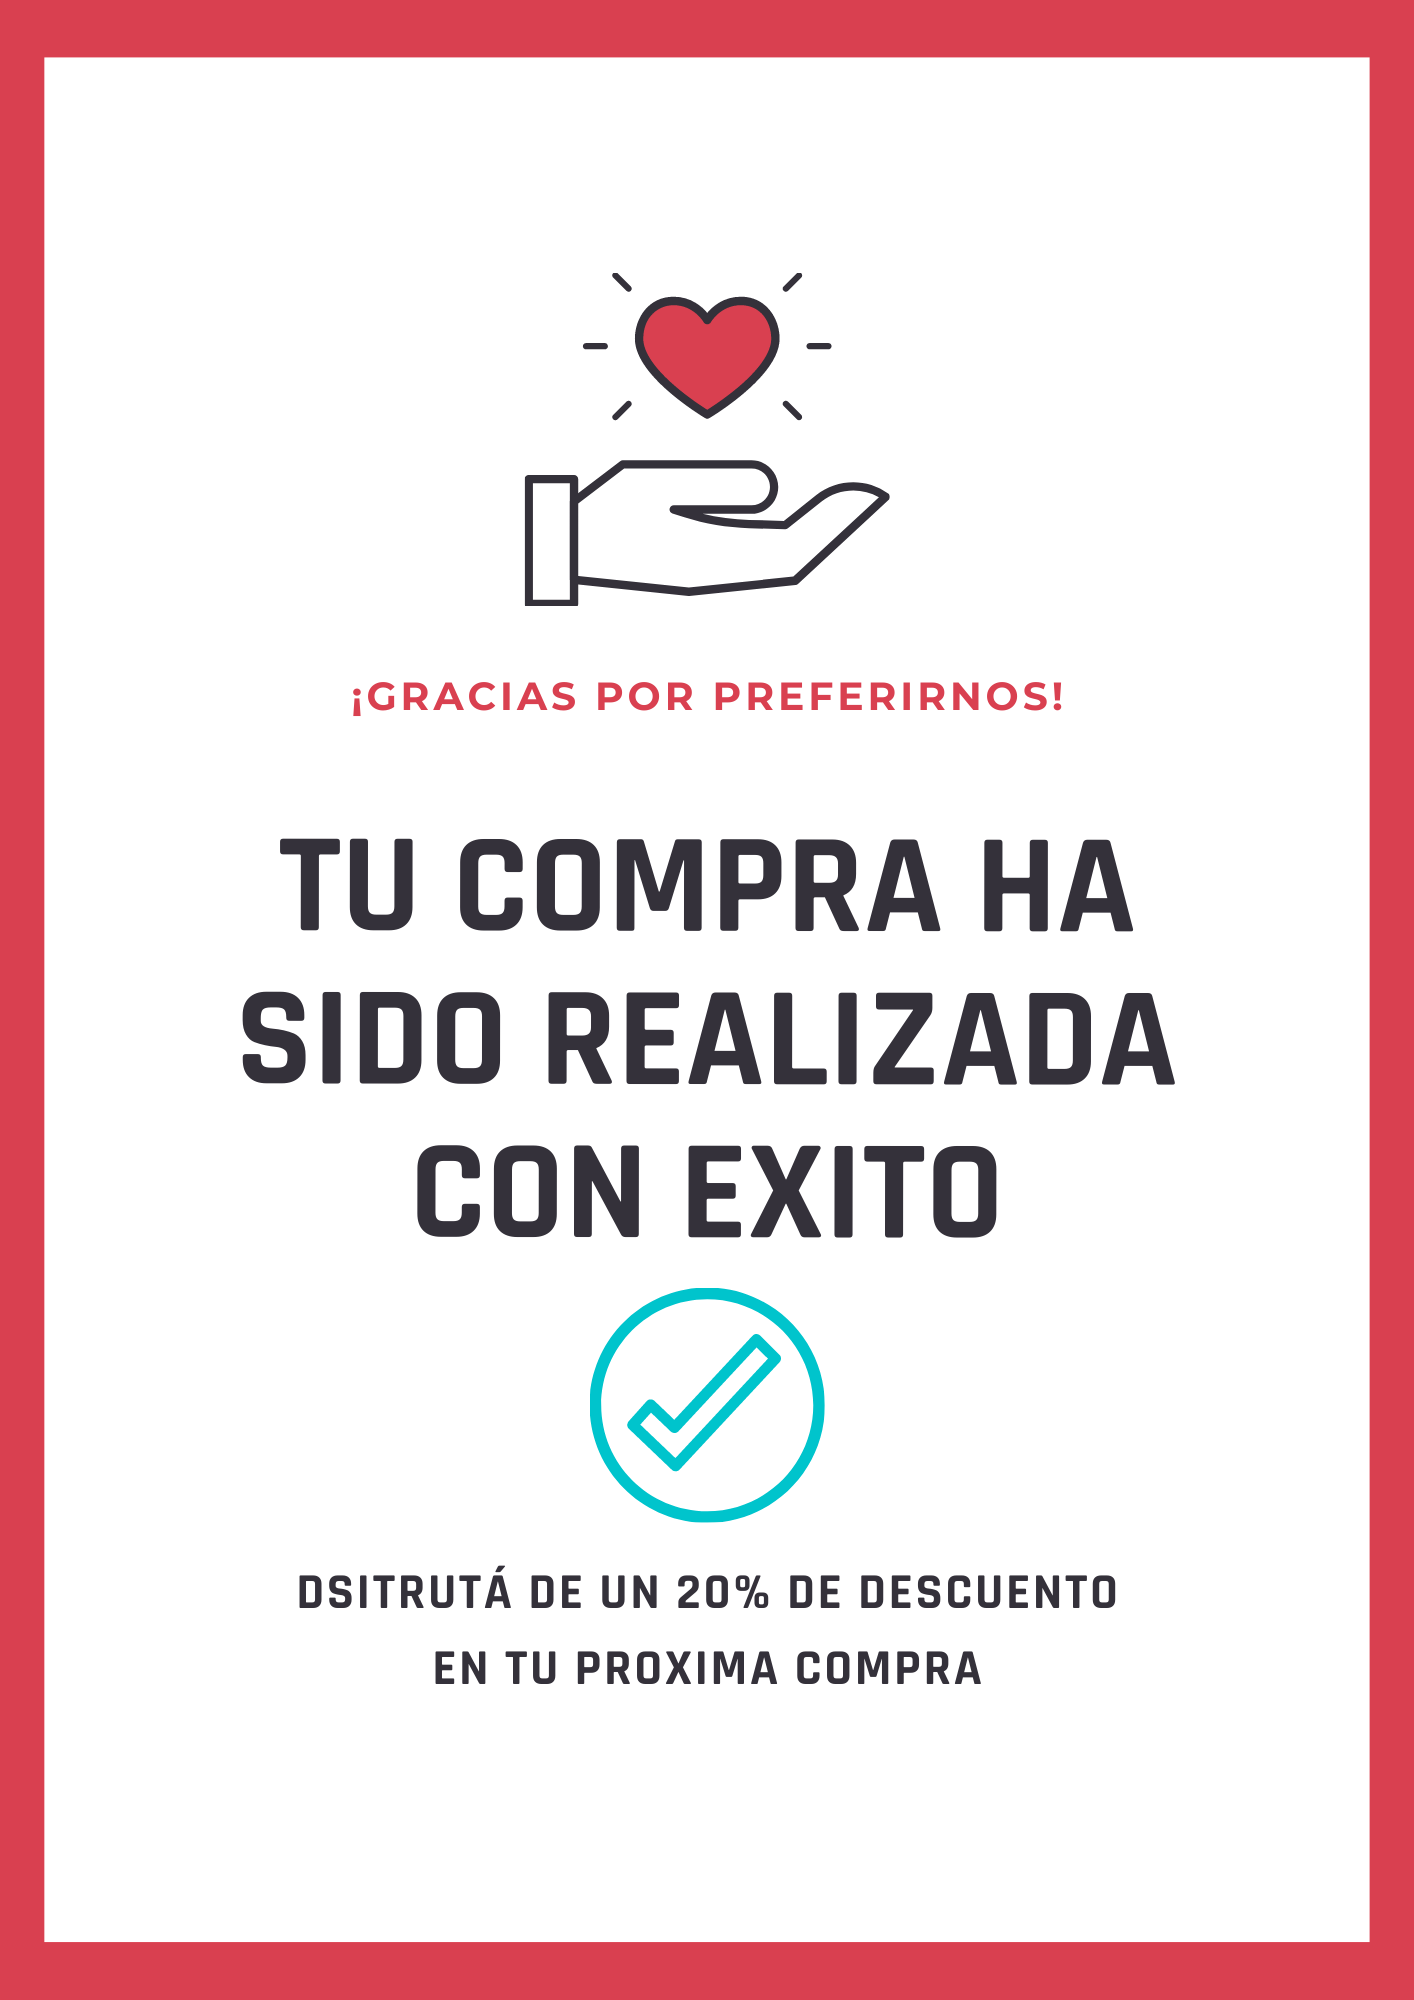 ¡GRACIAS POR PREFERIRNOS!
TU COMPRA HA
SIDO REALIZADA
CON EXITO
DSITRUTÁ DE UN 20% DE DESCUENTO
EN TU PROXIMA COMPRA